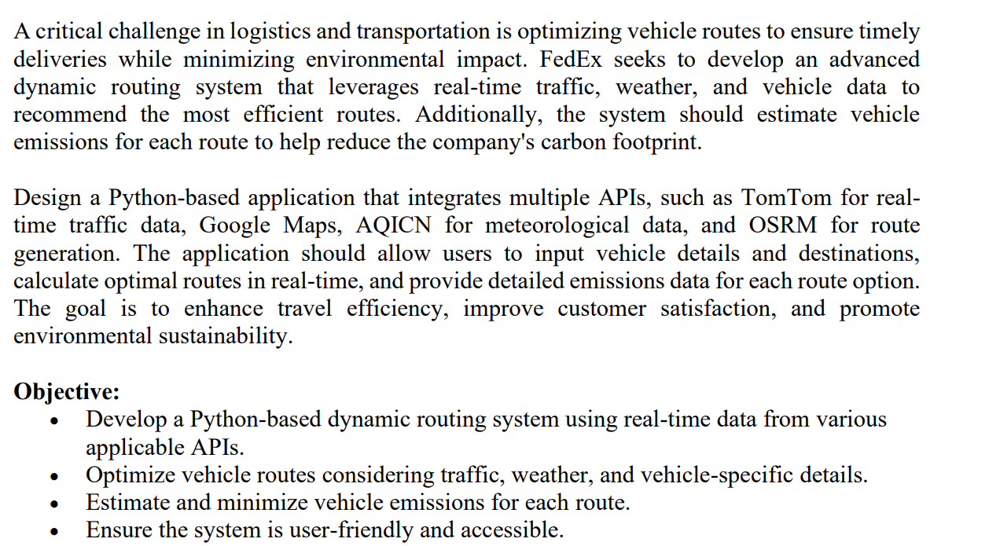 A critical challenge in logistics and transportation is optimizing vehicle routes to ensure timely
deliveries while minimizing environmental impact. FedEx seeks to develop an advanced
dynamic routing system that leverages real-time traffic, weather, and vehicle data to
recommend the most efficient routes. Additionally, the system should estimate vehicle
emissions for each route to help reduce the company's carbon footprint.
Design a Python-based application that integrates multiple APIs, such as TomTom for real-
time traffic data, Google Maps, AQICN for meteorological data, and OSRM for route
generation. The application should allow users to input vehicle details and destinations,
calculate optimal routes in real-time, and provide detailed emissions data for each route option.
The goal is to enhance travel efficiency, improve customer satisfaction, and promote
environmental sustainability.
Objective:
• Develop a Python-based dynamic routing system using real-time data from various
applicable APIs.
• Optimize vehicle routes considering traffic, weather, and vehicle-specific details.
• Estimate and minimize vehicle emissions for each route.
• Ensure the system is user-friendly and accessible.